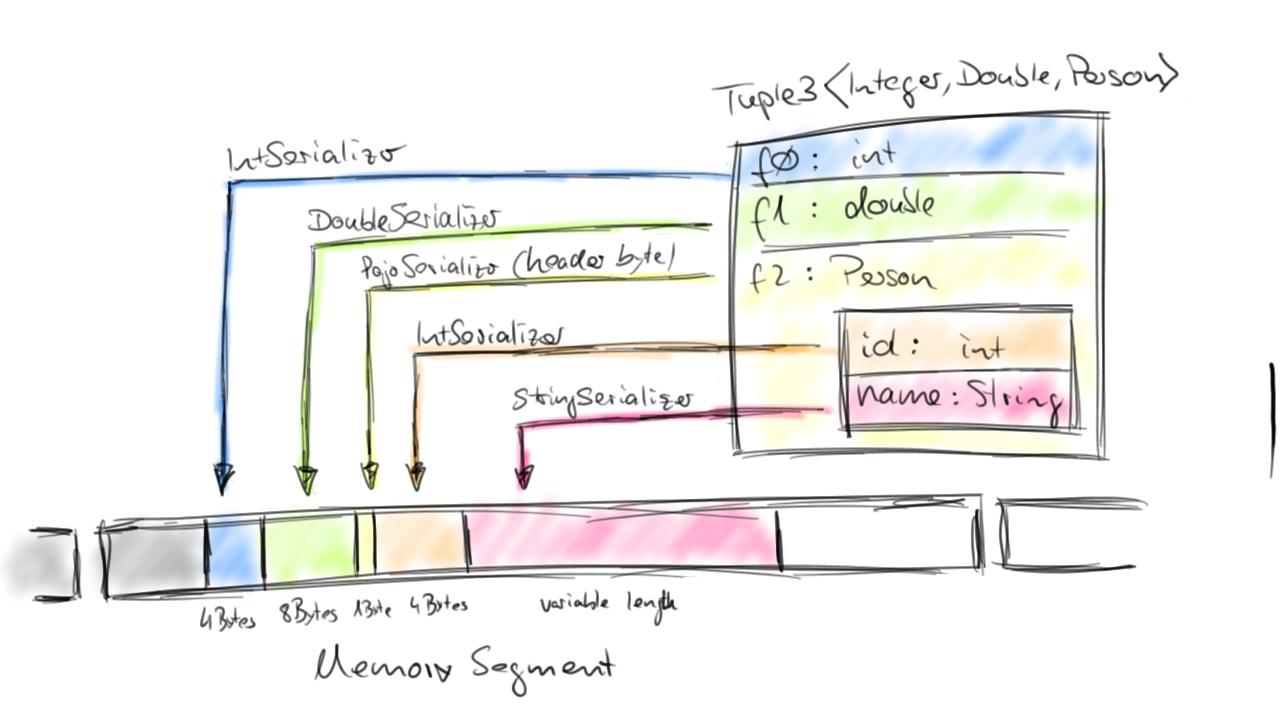 Tuple3<Integer, Double, Person>
IntSerializer
f0: int
DoubleSerializer
f1: double
PojoSerializer (header byte)
f2: Person
IntSerializer
id: int
StringSerializer
name: String
4 Bytes 8 Bytes 1 Byte 4 Bytes variable length
Memory Segment